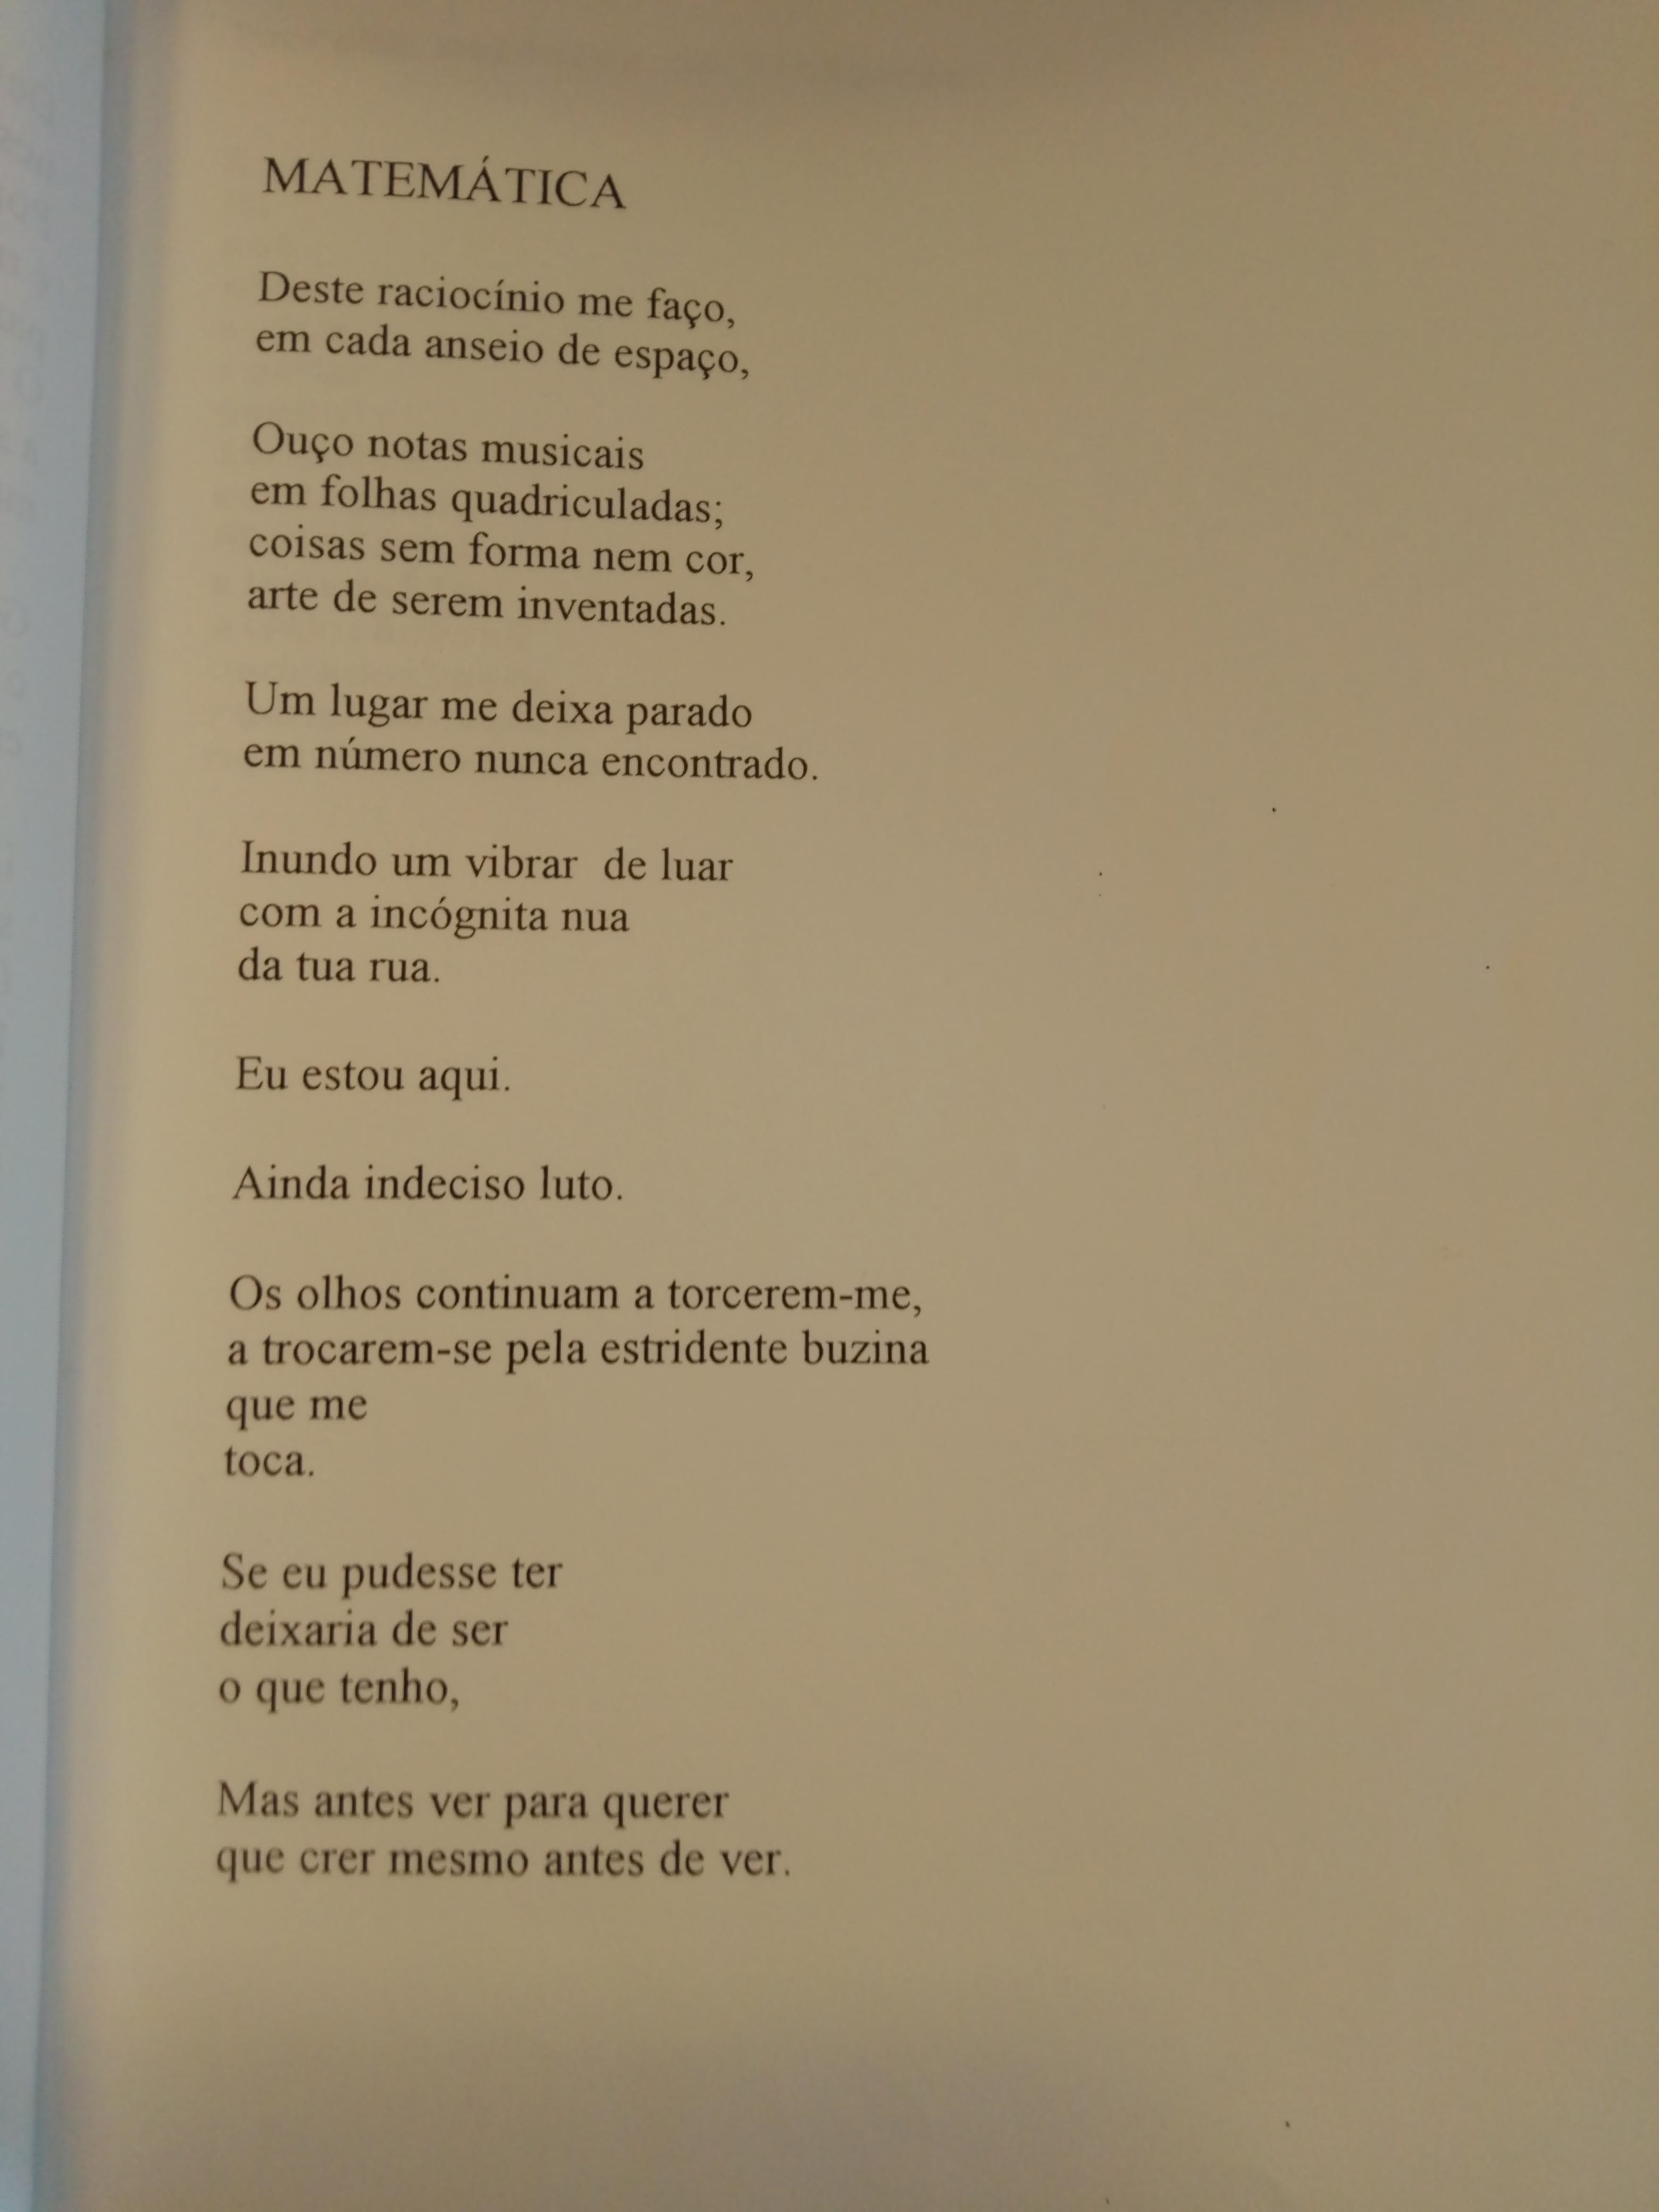 MATEMÁTICA
Deste raciocínio me faço,
em cada anseio de espaço,
Ouço notas musicais
em folhas quadriculadas;
coisas sem forma nem cor,
arte de serem inventadas.
Um lugar me deixa parado
em número nunca encontrado.
Inundo um vibrar  de luar
com a incógnita nua
da tua rua.
Eu estou aqui.
Ainda indeciso luto.
Os olhos continuam a torcerem-me,
a trocarem-se pela estridente buzina
que me
toca.
Se eu pudesse ter
deixaria de ser
o que tenho,
Mas antes ver para querer
que crer mesmo antes de ver.